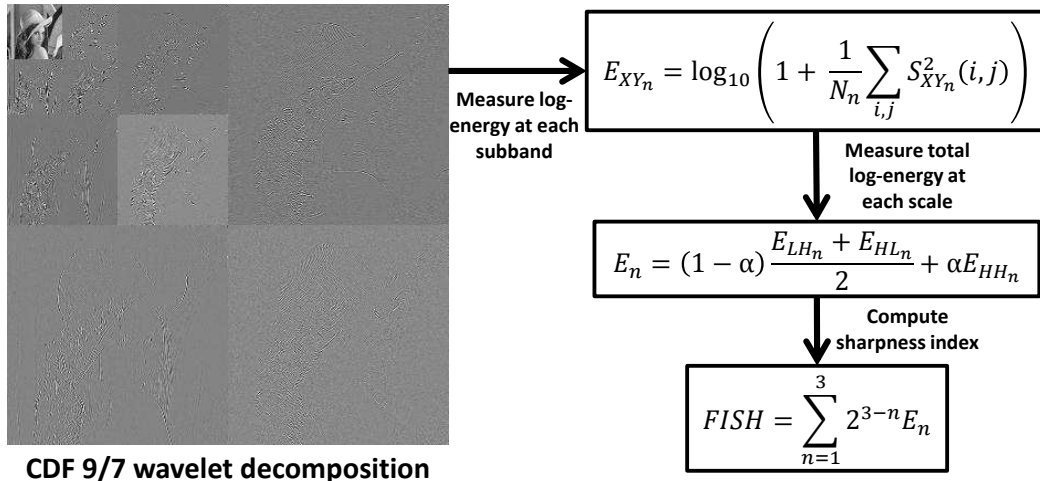 Measure log-
energy at each
subband
E_{XY_n} = log_{10} ( 1 + \frac{1}{N_n} \sum_{i,j} S^2_{XY_n}(i,j) )
Measure total
log-energy at
each scale
E_n = (1 − α) \frac{E_{LH_n} + E_{HL_n}}{2} + αE_{HH_n}
Compute
sharpness index
FISH = \sum_{n=1}^{3} 2^{3−n} E_n
CDF 9/7 wavelet decomposition